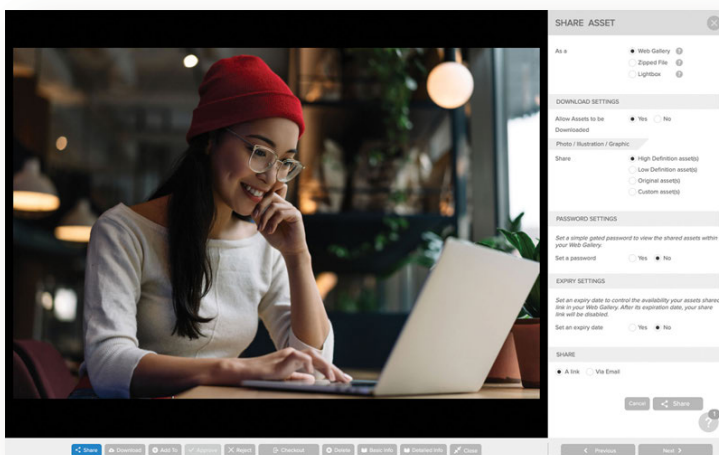 SHARE ASSET
As a
Web Gallery ?
Zipped File ?
Lightbox ?
DOWNLOAD SETTINGS
Allow Assets to be Yes No
Downloaded
Photo / Illustration / Graphic
Share
High Definition asset(s)
Low Definition asset(s)
Original asset(s)
Custom asset(s)
PASSWORD SETTINGS
Set a simple gated password to view the shared assets within
your Web Gallery.
Set a password Yes No
EXPIRY SETTINGS
Set an expiry date to control the availability your assets shared
link in your Web Gallery. After its expiration date, your share
link will be disabled.
Set an expiry date Yes No
SHARE
A link Via Email
Cancel Share
? 1
Share Download Add To Approve Reject Checkout Delete Basic Info Detailed Info Close
Previous Next